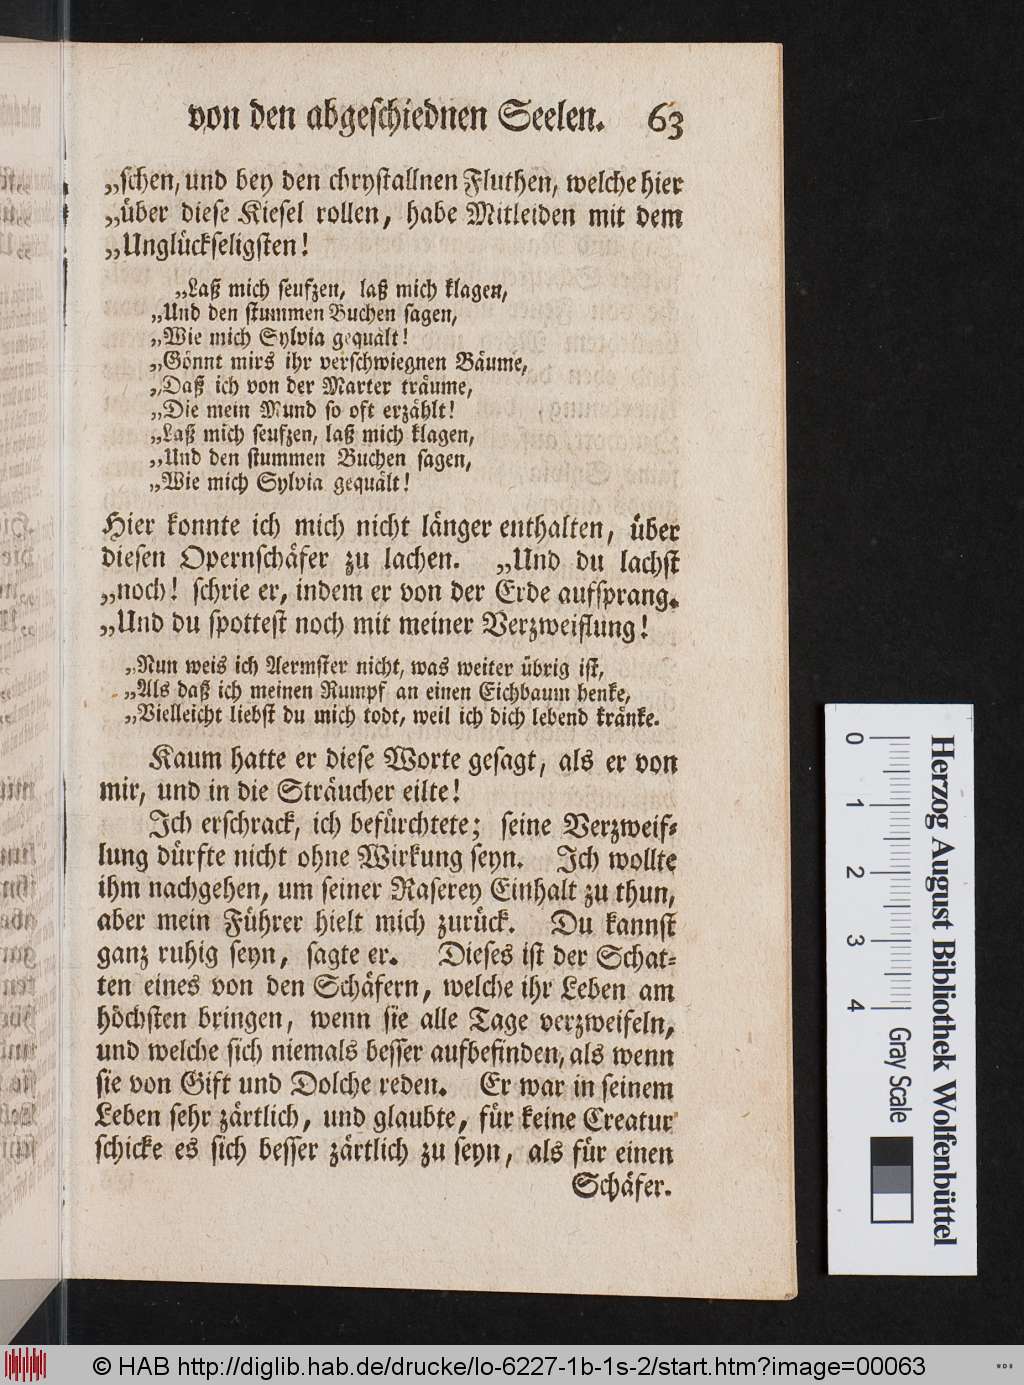 von den abgeschiednen Seelen. 63
„schen, und bey den chrystallnen Fluthen, welche hier
„über diese Kiesel rollen, habe Mitleiden mit dem
„Unglückseligsten!
„Laß mich seufzen, laß mich klagen,
„Und den stummen Buchen sagen,
„Wie mich Sylvia gequält!
„Gönnt mirs ihr verschwiegnen Bäume,
„Daß ich von der Marter träume,
„Die mein Mund so oft erzählt!
„Laß mich seufzen, laß mich klagen,
„Und den stummen Buchen sagen,
„Wie mich Sylvia gequält!
Hier konnte ich mich nicht länger enthalten, über
diesen Opernschäfer zu lachen. „Und du lachst
„noch! schrie er, indem er von der Erde aufsprang.
„Und du spottest noch mit meiner Verzweiflung!
„Nun weis ich Aermster nicht, was weiter übrig ist,
„Als daß ich meinen Rumpf an einen Eichbaum henke,
„Vielleicht liebst du mich todt, weil ich dich lebend kränke.
Kaum hatte er diese Worte gesagt, als er von
mir, und in die Sträucher eilte!
Ich erschrack, ich befürchtete; seine Verzweif-
lung dürfte nicht ohne Wirkung seyn. Ich wollte
ihm nachgehen, um seiner Raserey Einhalt zu thun,
aber mein Führer hielt mich zurück. Du kannst
ganz ruhig seyn, sagte er. Dieses ist der Schat-
ten eines von den Schäfern, welche ihr Leben am
höchsten bringen, wenn sie alle Tage verzweifeln,
und welche sich niemals besser aufbefinden, als wenn
sie von Gift und Dolche reden. Er war in seinem
Leben sehr zärtlich, und glaubte, für keine Creatur
schicke es sich besser zärtlich zu seyn, als für einen
Schäfer.
0 1 2 3 4
Herzog August Bibliothek Wolfenbüttel
Gray Scale
© HAB http://diglib.hab.de/drucke/lo-6227-1b-1s-2/start.htm?image=00063